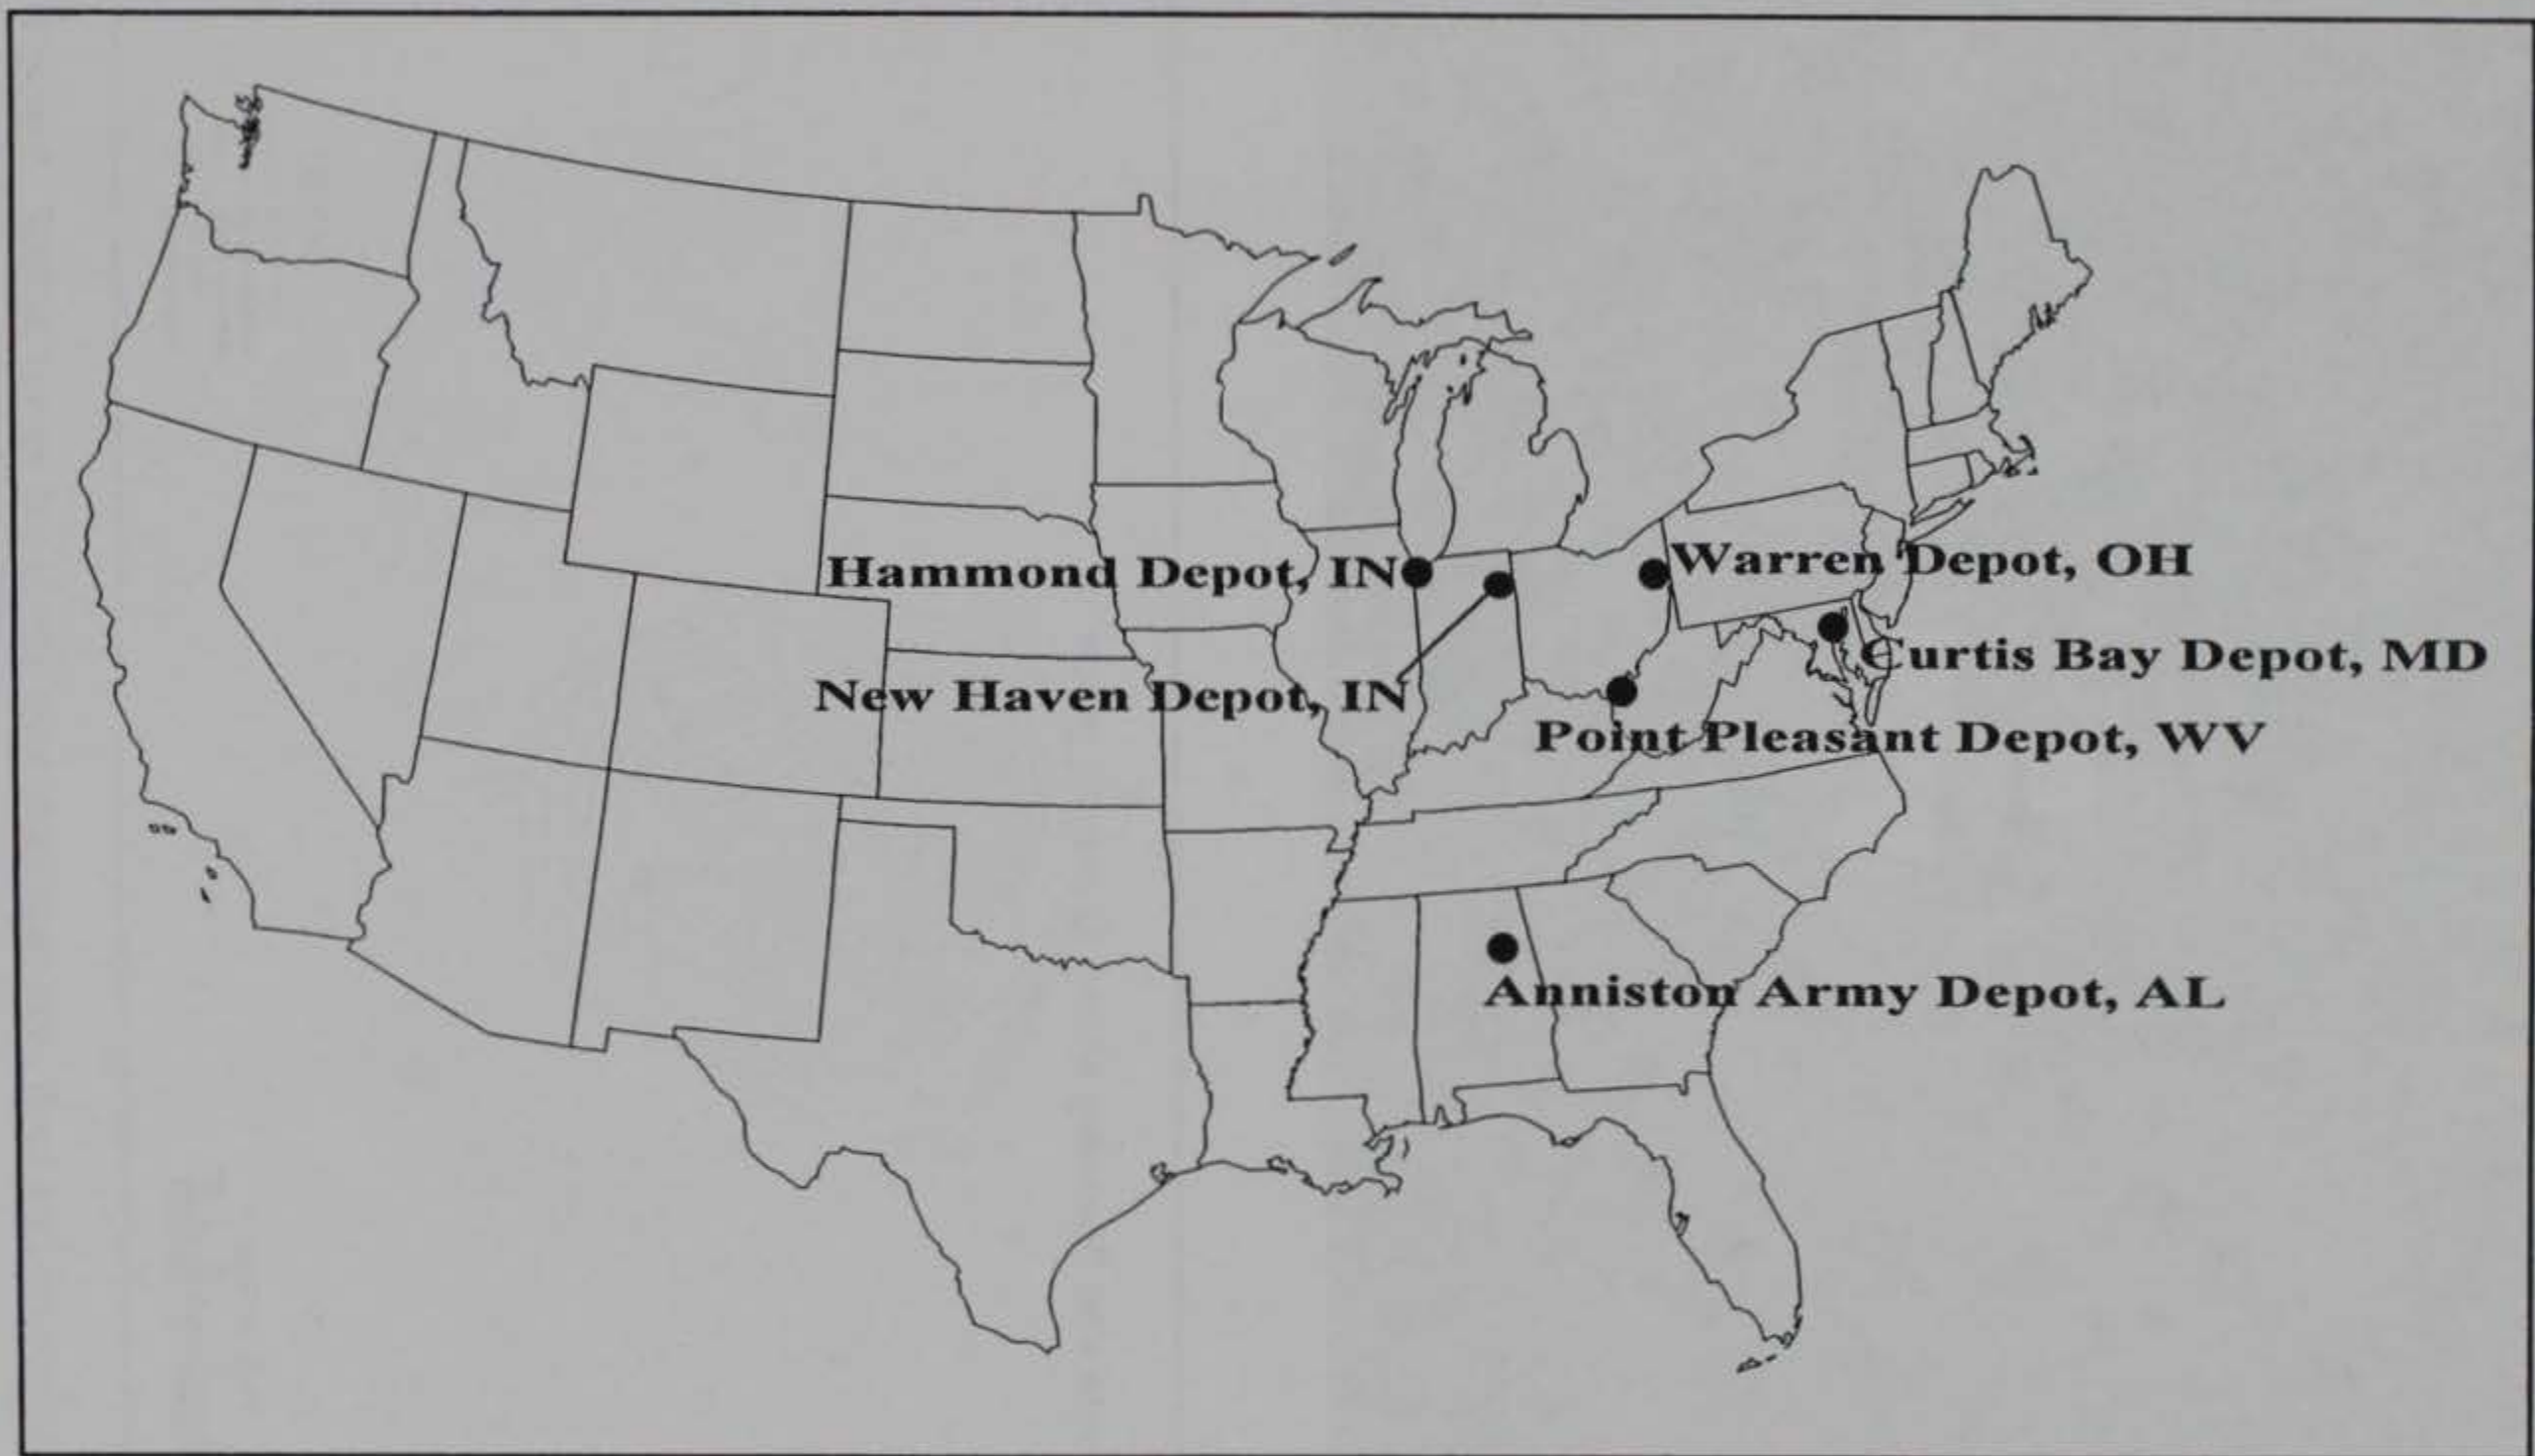 Hammond Depot, IN
Warren Depot, OH
Curtis Bay Depot, MD
New Haven Depot, IN
Point Pleasant Depot, WV
Anniston Army Depot, AL